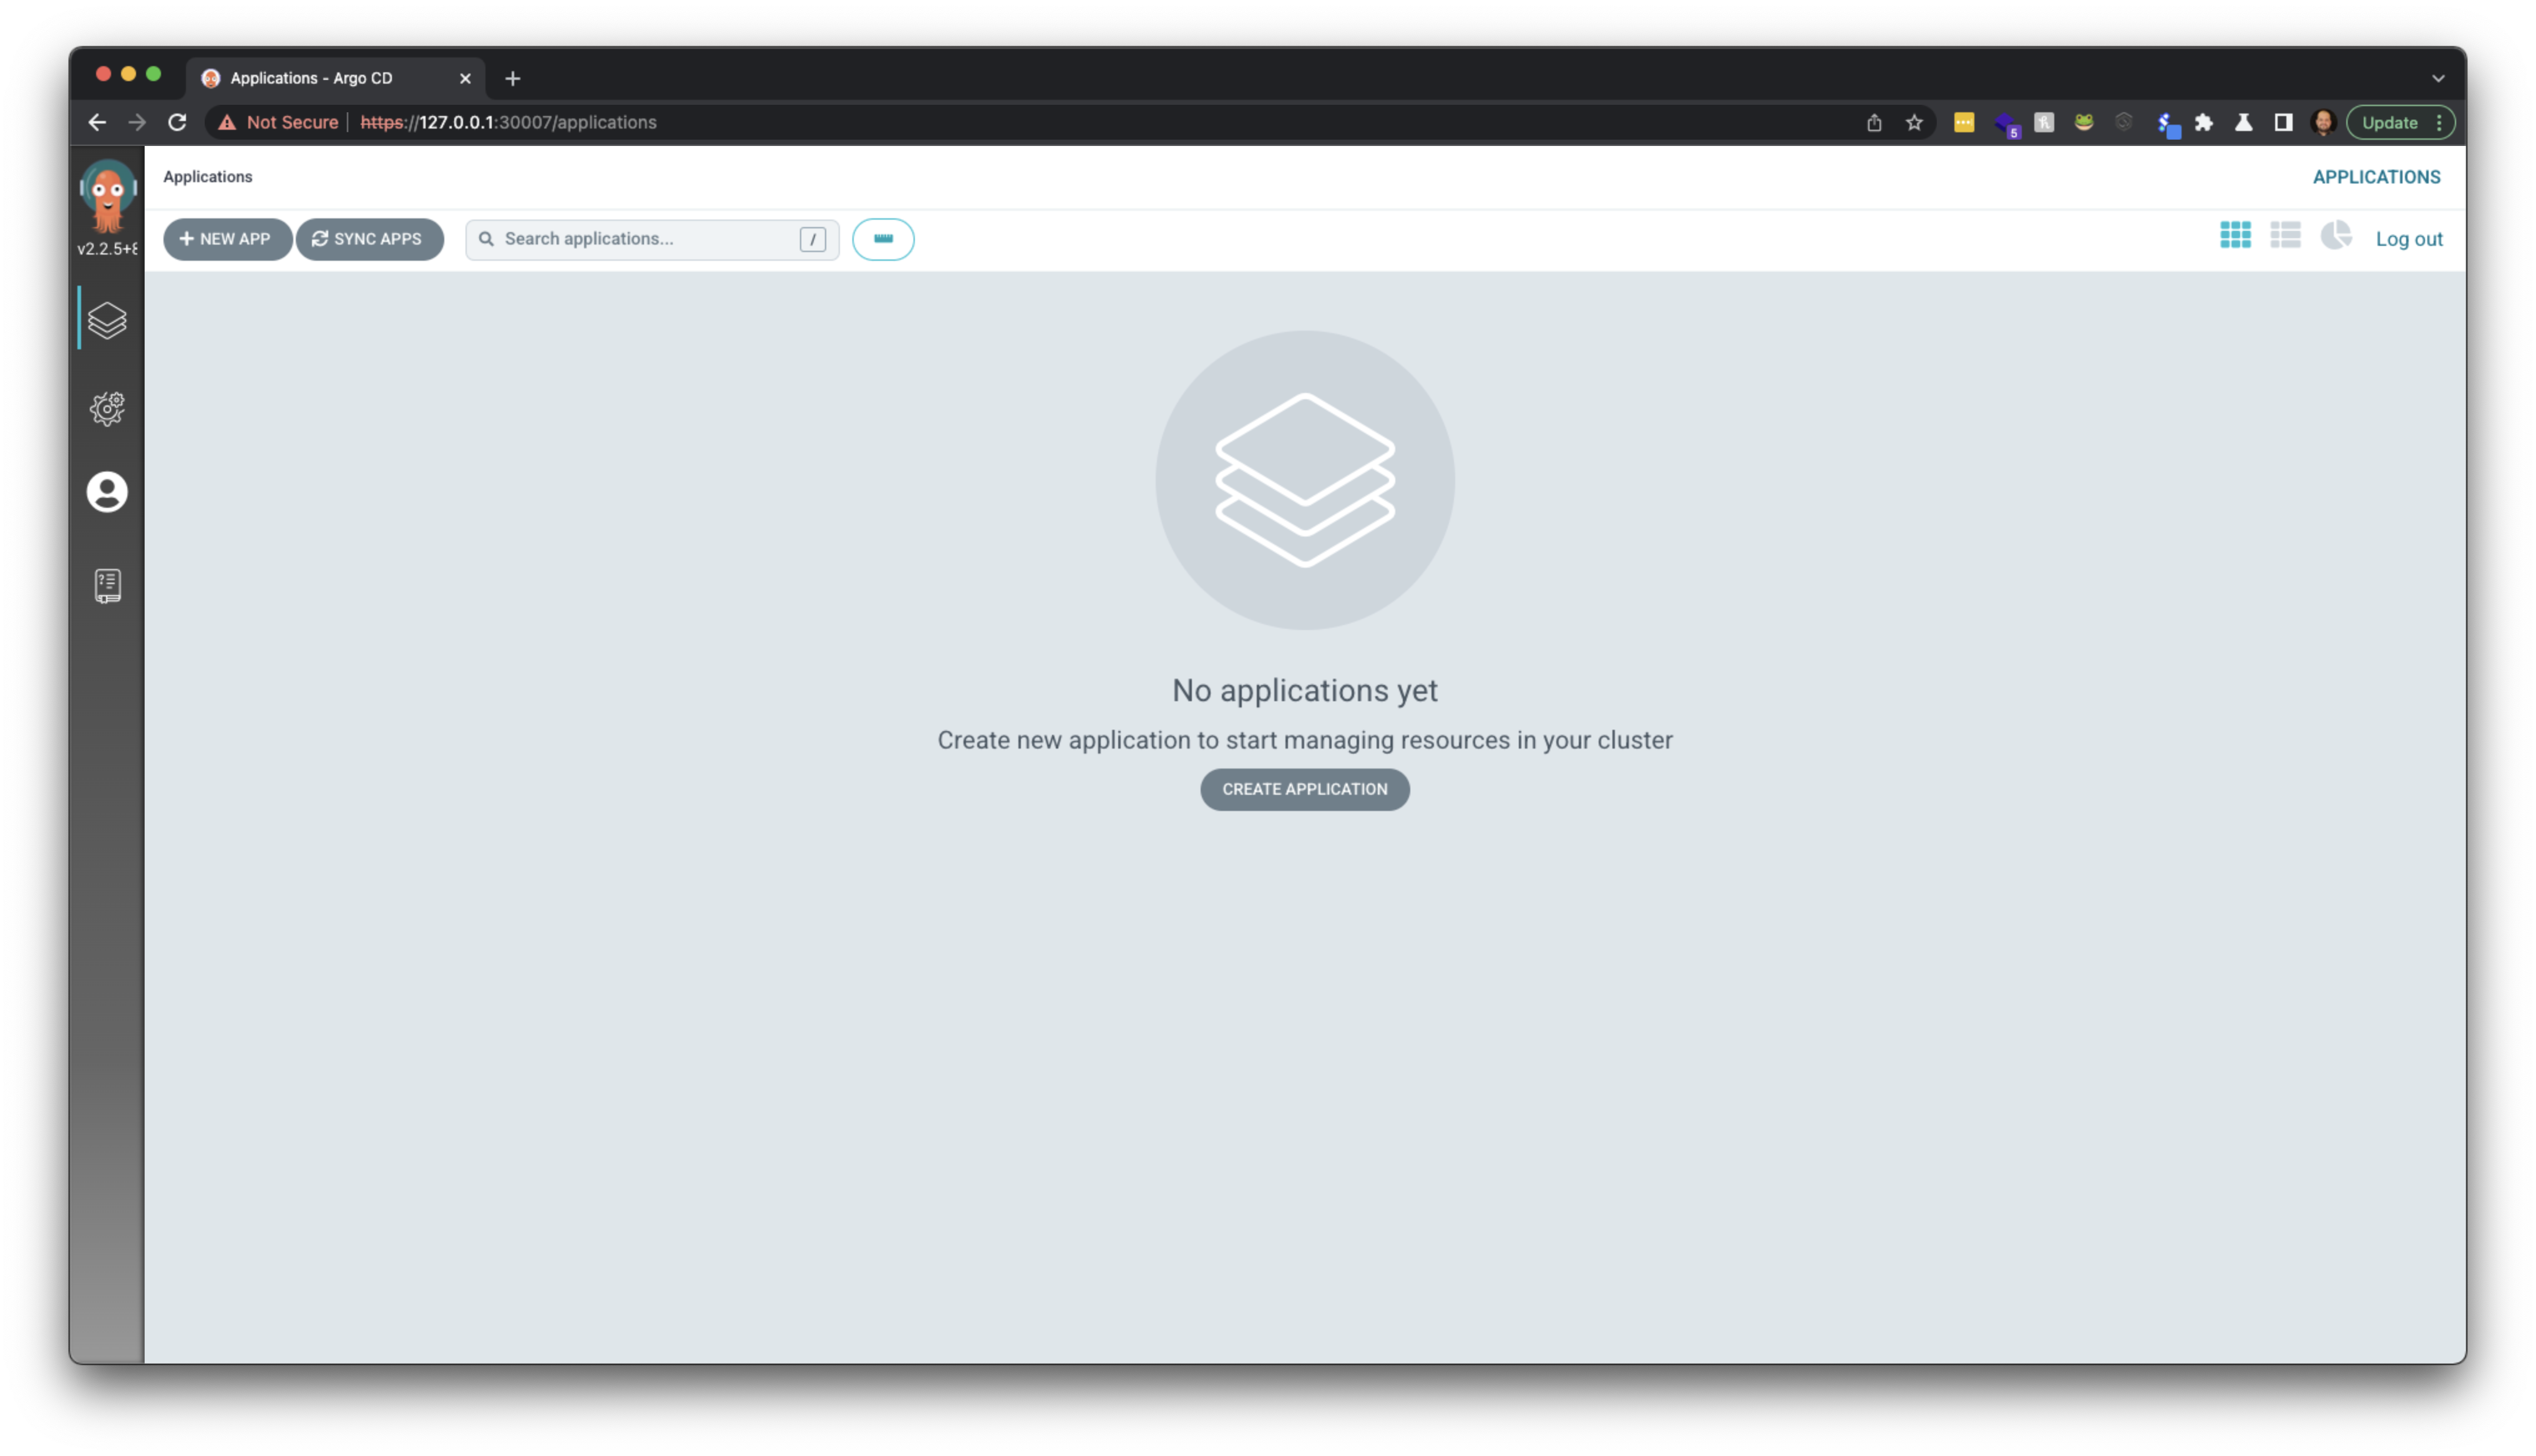 Applications - Argo CD
Not Secure https://127.0.0.1:30007/applications
5
Update
Applications
APPLICATIONS
v2.2.5+8
NEW APP
SYNC APPS
Search applications...
/
Log out
No applications yet
Create new application to start managing resources in your cluster
CREATE APPLICATION